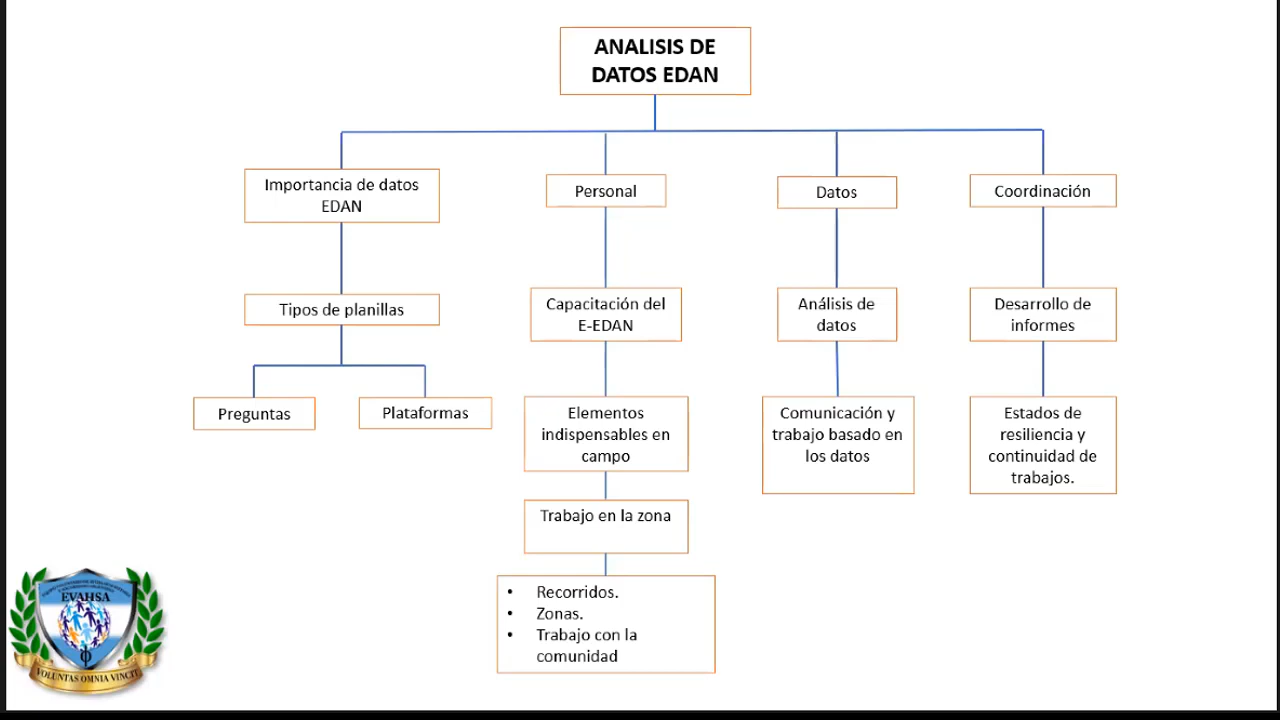 ANALISIS DE
DATOS EDAN
Importancia de datos
EDAN
Personal
Datos
Coordinación
Tipos de planillas
Capacitación del
E-EDAN
Análisis de
datos
Desarrollo de
informes
Preguntas
Plataformas
Elementos
indispensables en
campo
Comunicación y
trabajo basado en
los datos
Estados de
resiliencia y
continuidad de
trabajos.
Trabajo en la zona
• Recorridos.
• Zonas.
• Trabajo con la
comunidad
EVAHSA
VOLUNTAS OMNIA VINCIT